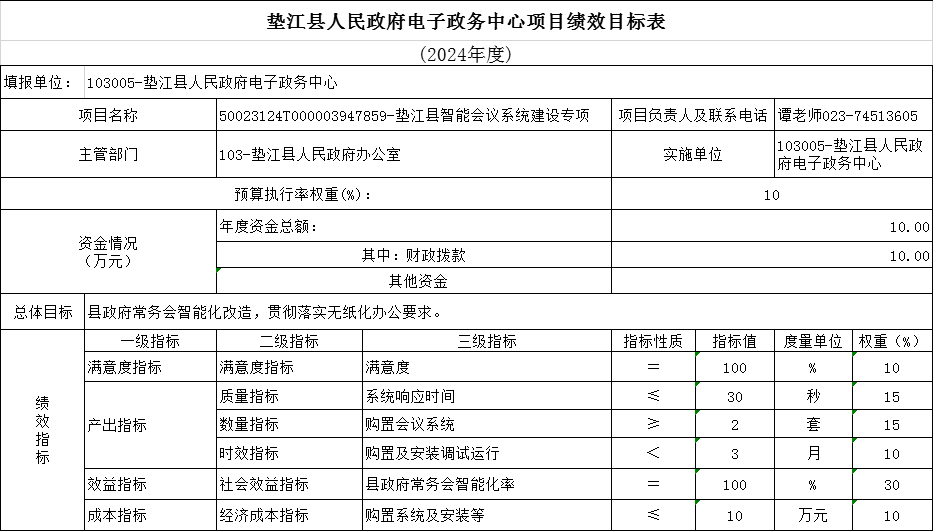 垫江县人民政府电子政务中心项目绩效目标表
(2024年度)
填报单位： 103005-垫江县人民政府电子政务中心
项目名称 50023124T000003947859-垫江县智能会议系统建设专项 项目负责人及联系电话 谭老师023-74513605
主管部门 103-垫江县人民政府办公室 实施单位 103005-垫江县人民政
府电子政务中心
预算执行率权重(%)： 10
资金情况
（万元）
年度资金总额： 10.00
其中：财政拨款 10.00
其他资金
总体目标 县政府常务会智能化改造，贯彻落实无纸化办公要求。
绩
效
指
标
一级指标 二级指标 三级指标 指标性质 指标值 度量单位 权重（%）
满意度指标 满意度指标 满意度 ＝ 100 % 10
产出指标 质量指标 系统响应时间 ≤ 30 秒 15
数量指标 购置会议系统 ≥ 2 套 15
时效指标 购置及安装调试运行 ＜ 3 月 10
效益指标 社会效益指标 县政府常务会智能化率 ＝ 100 % 30
成本指标 经济成本指标 购置系统及安装等 ≤ 10 万元 10